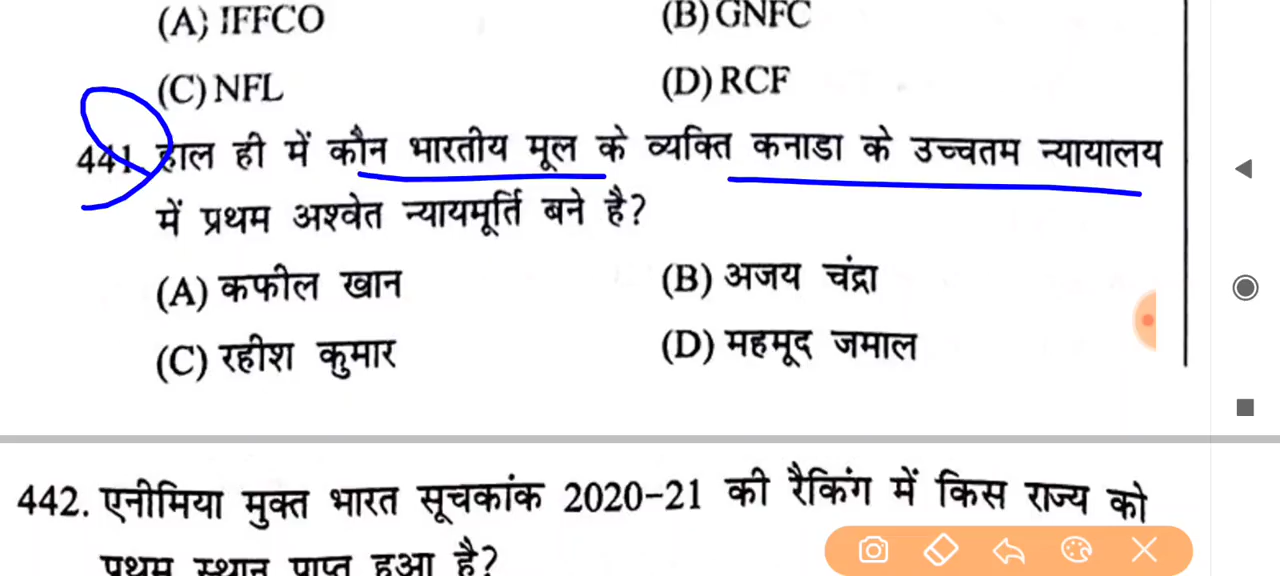 (A) IFFCO (B) GNFC
(C) NFL (D) RCF
441. हाल ही में कौन भारतीय मूल के व्यक्ति कनाडा के उच्चतम न्यायालय
में प्रथम अश्वेत न्यायमूर्ति बने है?
(A) कफील खान (B) अजय चंद्रा
(C) रहीश कुमार (D) महमूद जमाल
442. एनीमिया मुक्त भारत सूचकांक 2020-21 की रैकिंग में किस राज्य को
प्रथम स्थान प्राप्त हुआ है?